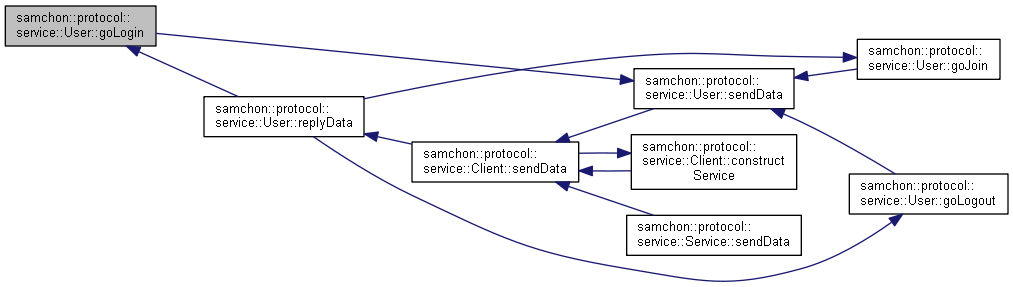 samchon::protocol::
service::User::goLogin
samchon::protocol::
service::User::replyData
samchon::protocol::
service::Client::sendData
samchon::protocol::
service::User::sendData
samchon::protocol::
service::Client::construct
Service
samchon::protocol::
service::Service::sendData
samchon::protocol::
service::User::goJoin
samchon::protocol::
service::User::goLogout